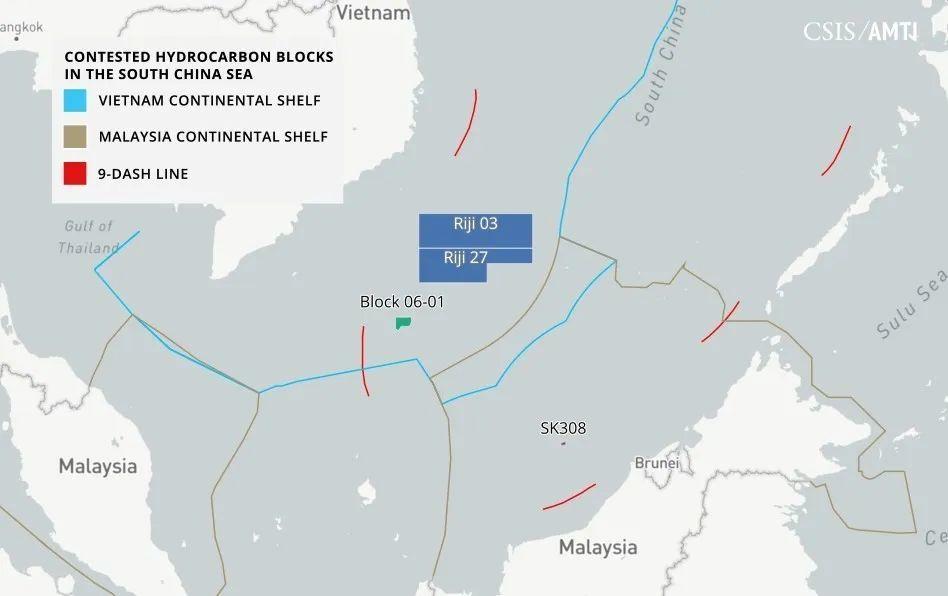 Vietnam
CSIS/AMTI
angkok
CONTESTED HYDROCARBON BLOCKS
IN THE SOUTH CHINA SEA
VIETNAM CONTINENTAL SHELF
MALAYSIA CONTINENTAL SHELF
9-DASH LINE
South China
Gulf of
Thailand
Riji 03
Riji 27
Block 06-01
Sulu Sea
SK308
Malaysia
Brunei
Malaysia
Ce